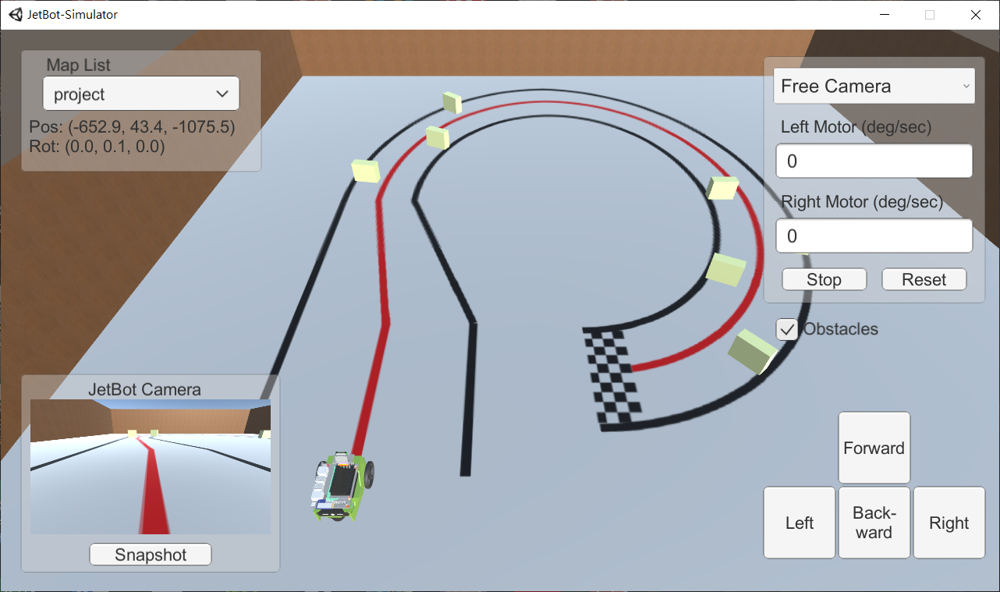 JetBot-Simulator
Map List
project
Pos: (-652.9, 43.4, -1075.5)
Rot: (0.0, 0.1, 0.0)
Free Camera
Left Motor (deg/sec)
0
Right Motor (deg/sec)
0
Stop
Reset
Obstacles
JetBot Camera
Snapshot
Forward
Left
Back-
ward
Right